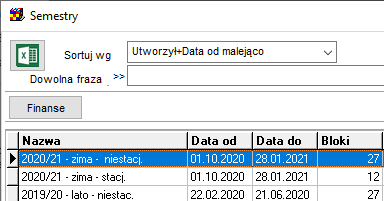 Semestry
Sortuj wg Utworzył+Data od malejąco
Dowolna fraza >>
Finanse
Nazwa Data od Data do Bloki
2020/21 - zima - niestacj. 01.10.2020 28.01.2021 27
2020/21 - zima - stacj. 01.10.2020 28.01.2021 12
2019/20 - lato - niestac. 22.02.2020 21.06.2020 27